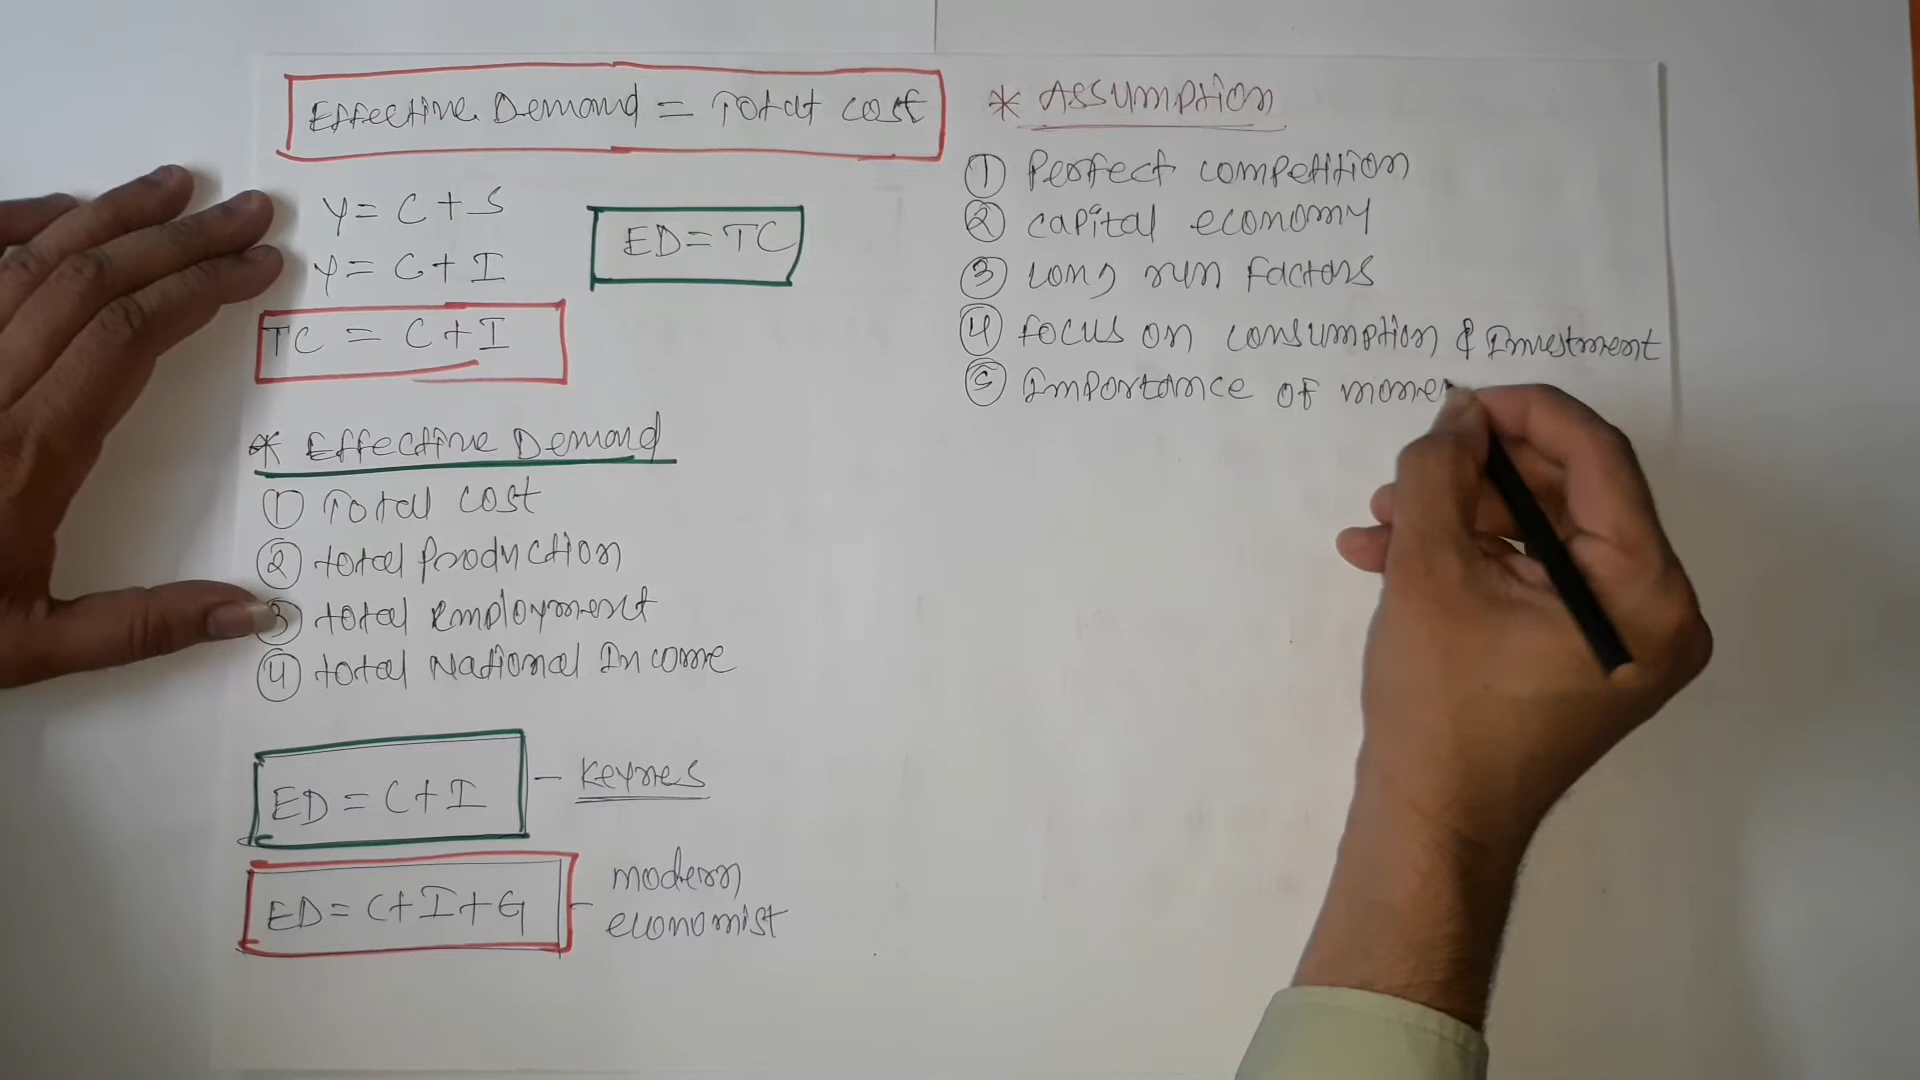 Effective Demand = Total cost
Y = C + S
Y = C + I
ED = TC
TC = C + I
* Effective Demand
① Total cost
② total production
③ total Employment
④ total National Income
ED = C + I - Keynes
ED = C + I + G - modern
economist
* Assumption
① Perfect competition
② capital economy
③ Long run Factors
④ Focus on consumption & Investment
⑤ Importance of mone